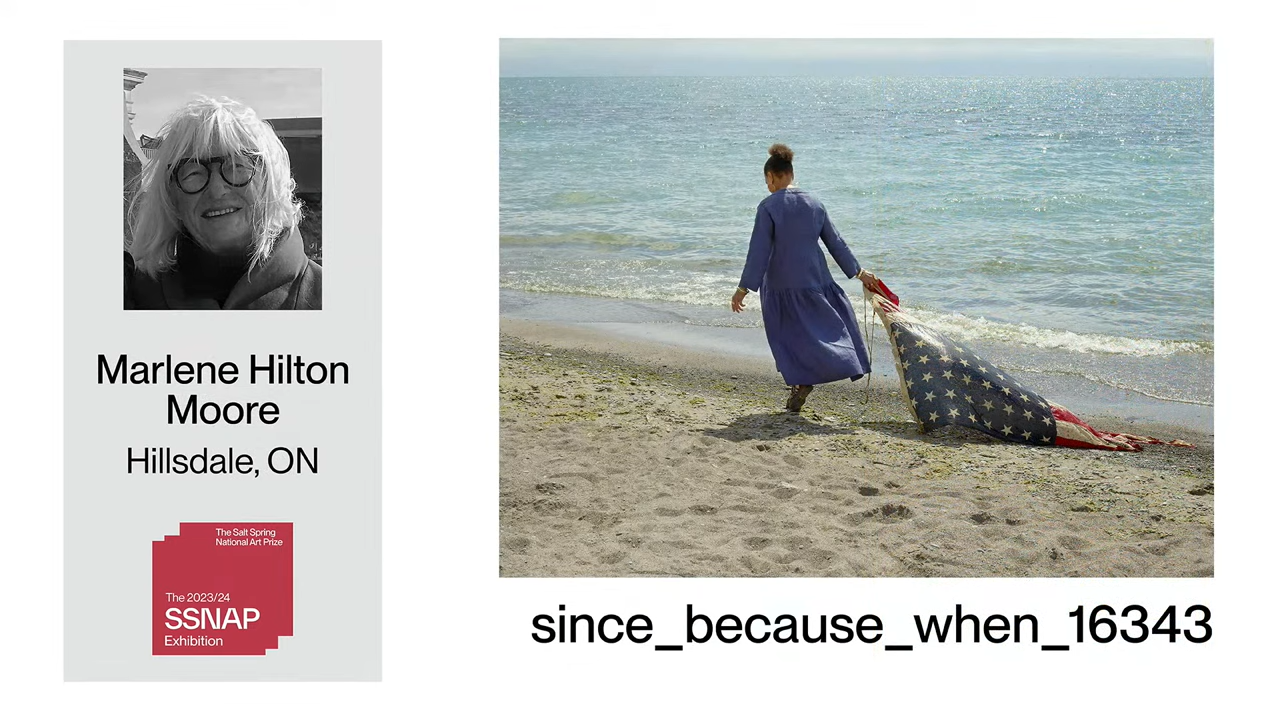 Marlene Hilton
Moore
Hillsdale, ON
The Salt Spring
National Art Prize
The 2023/24
SSNAP
Exhibition
since_because_when_16343